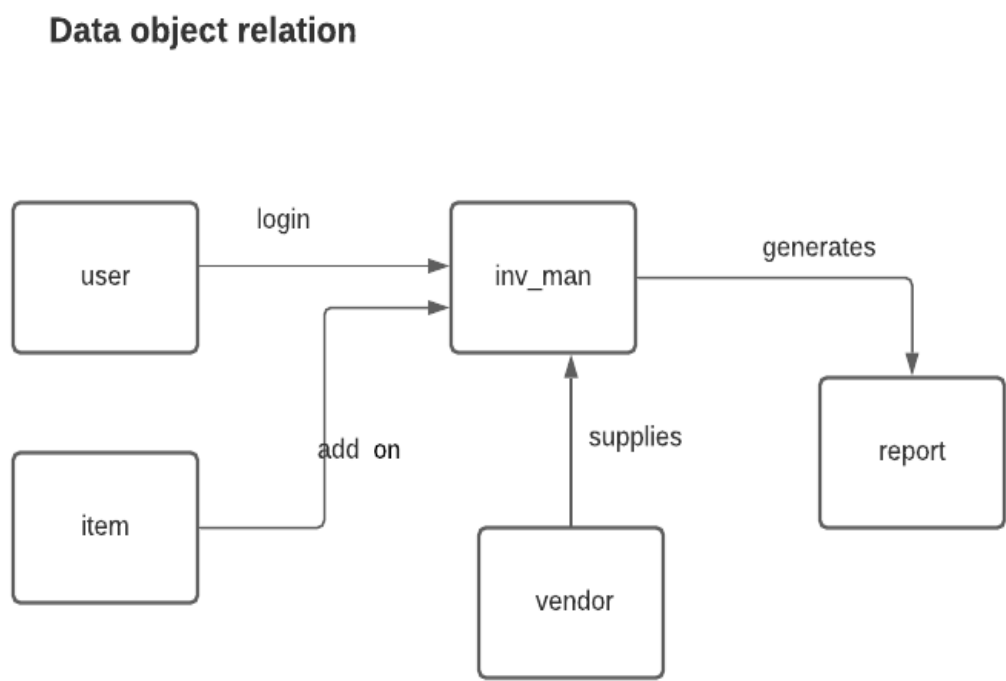 Data object relation
login
user
inv_man
generates
add on
supplies
report
item
vendor